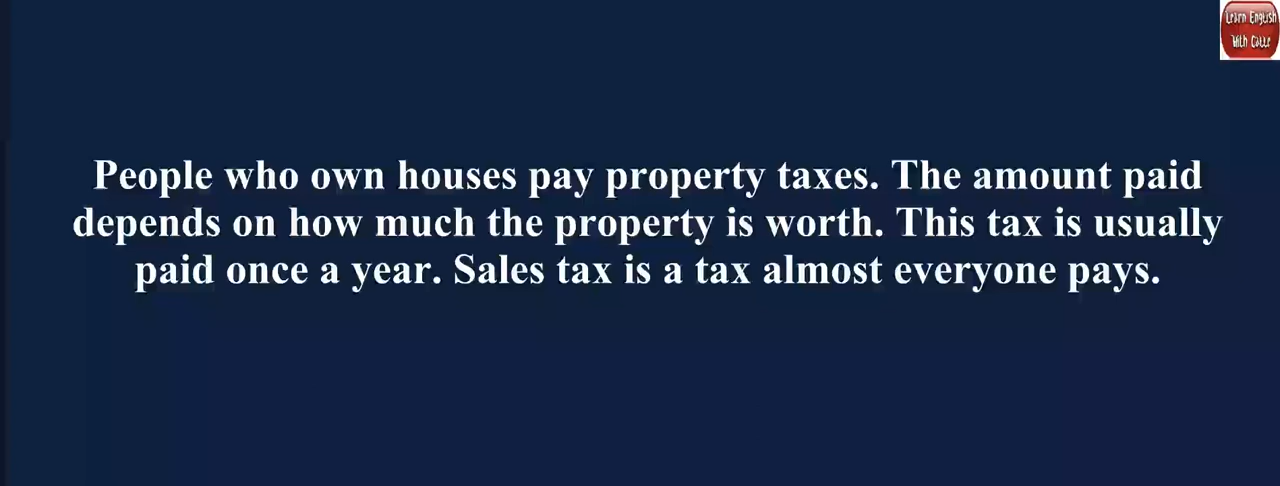 Learn English
With
People who own houses pay property taxes. The amount paid
depends on how much the property is worth. This tax is usually
paid once a year. Sales tax is a tax almost everyone pays.